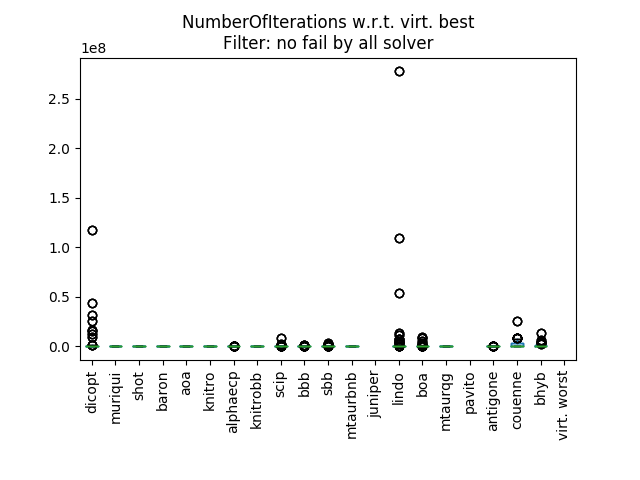 NumberOfIterations w.r.t. virt. best
Filter: no fail by all solver
1e8
2.5
2.0
1.5
1.0
0.5
0.0
dicopt
muriqui
shot
baron
aoa
knitro
alphaecp
knitrobb
scip
bbb
sbb
mtaurbnb
juniper
lindo
boa
mtaurqg
pavito
antigone
couenne
bhyb
virt. worst